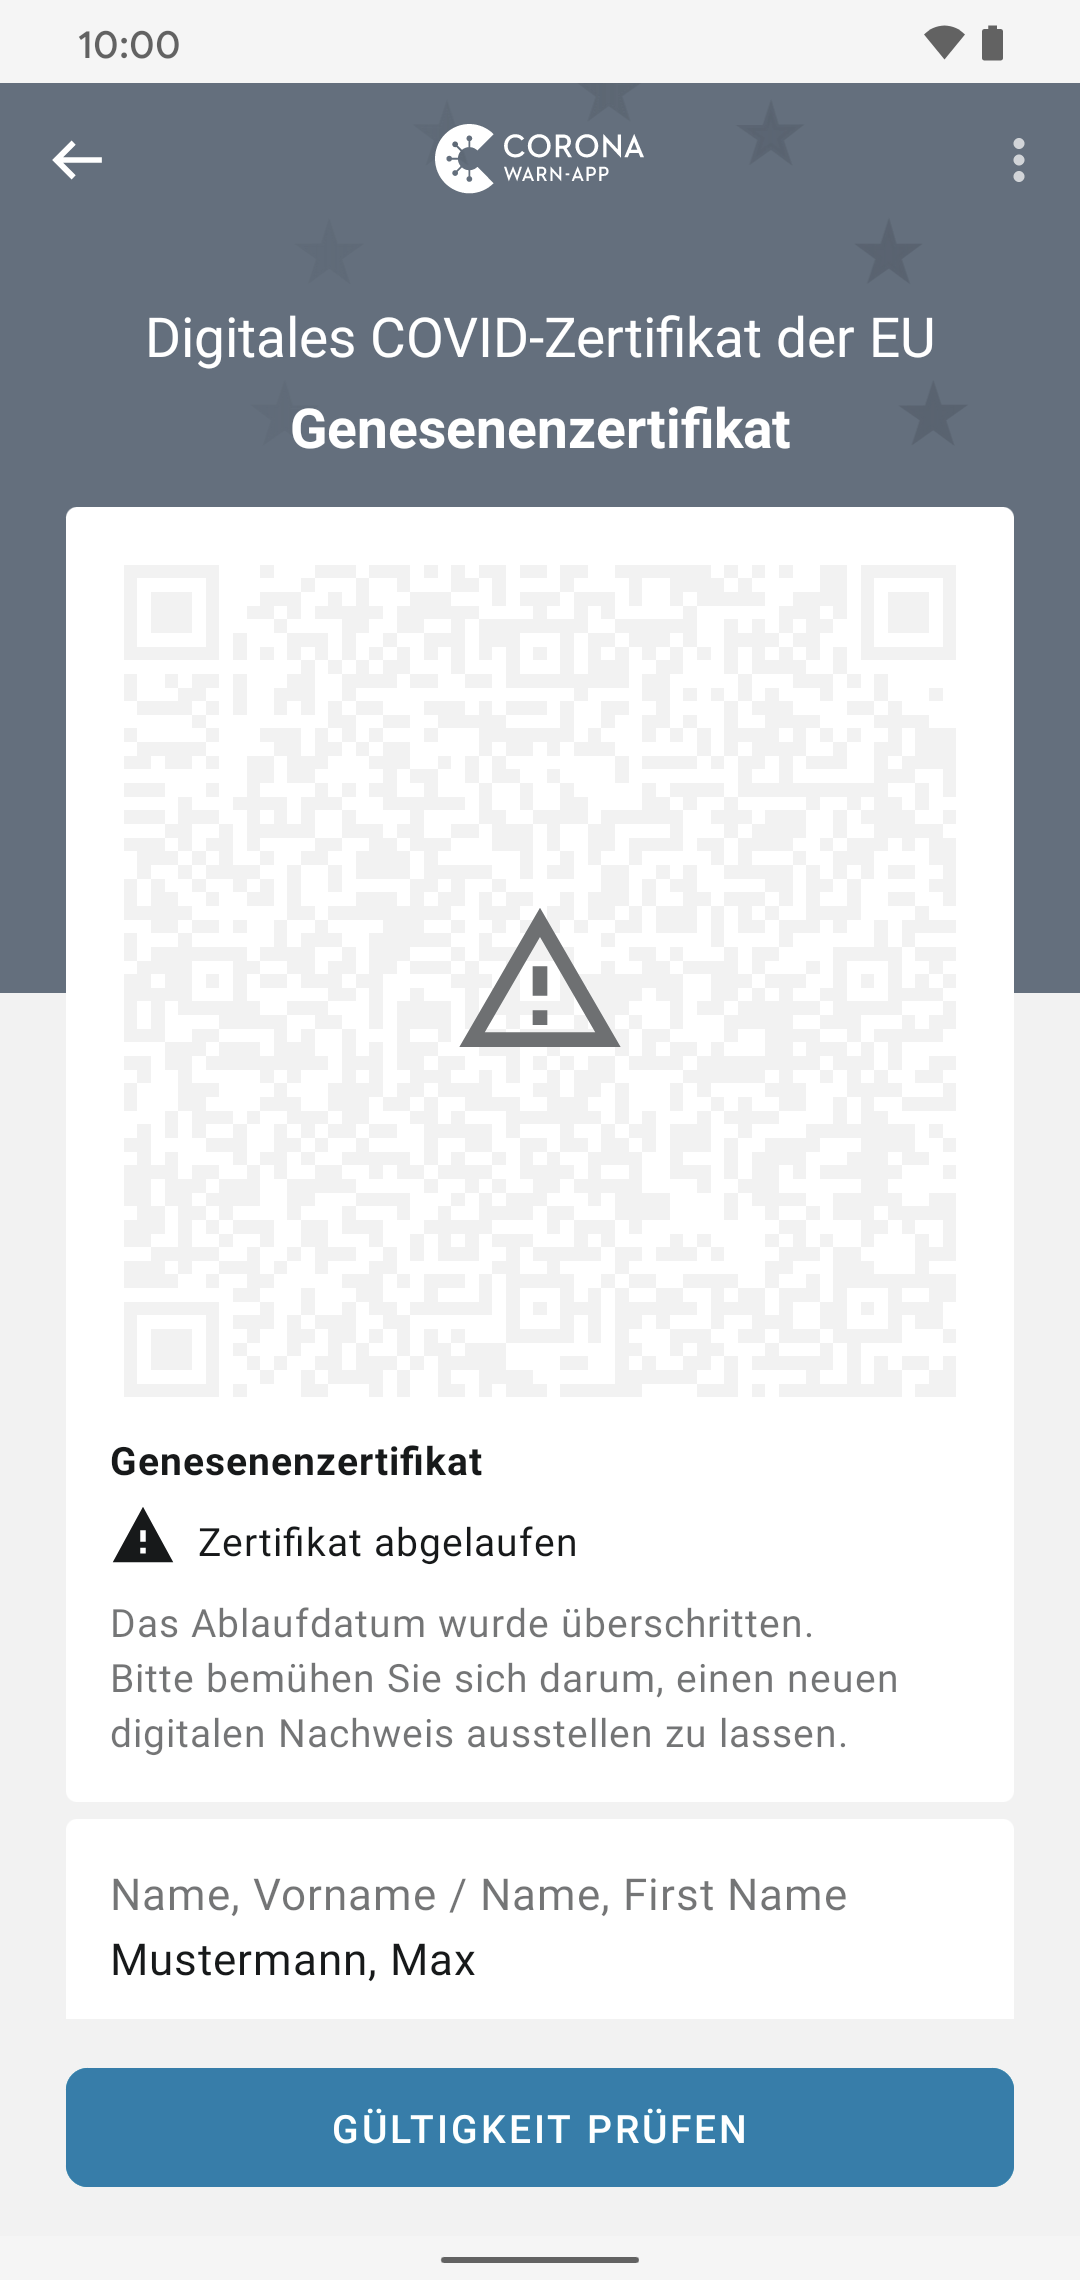 10:00
CORONA
WARN-APP
Digitales COVID-Zertifikat der EU
Genesenenzertifikat
Genesenenzertifikat
Zertifikat abgelaufen
Das Ablaufdatum wurde überschritten.
Bitte bemühen Sie sich darum, einen neuen
digitalen Nachweis ausstellen zu lassen.
Name, Vorname / Name, First Name
Mustermann, Max
GÜLTIGKEIT PRÜFEN